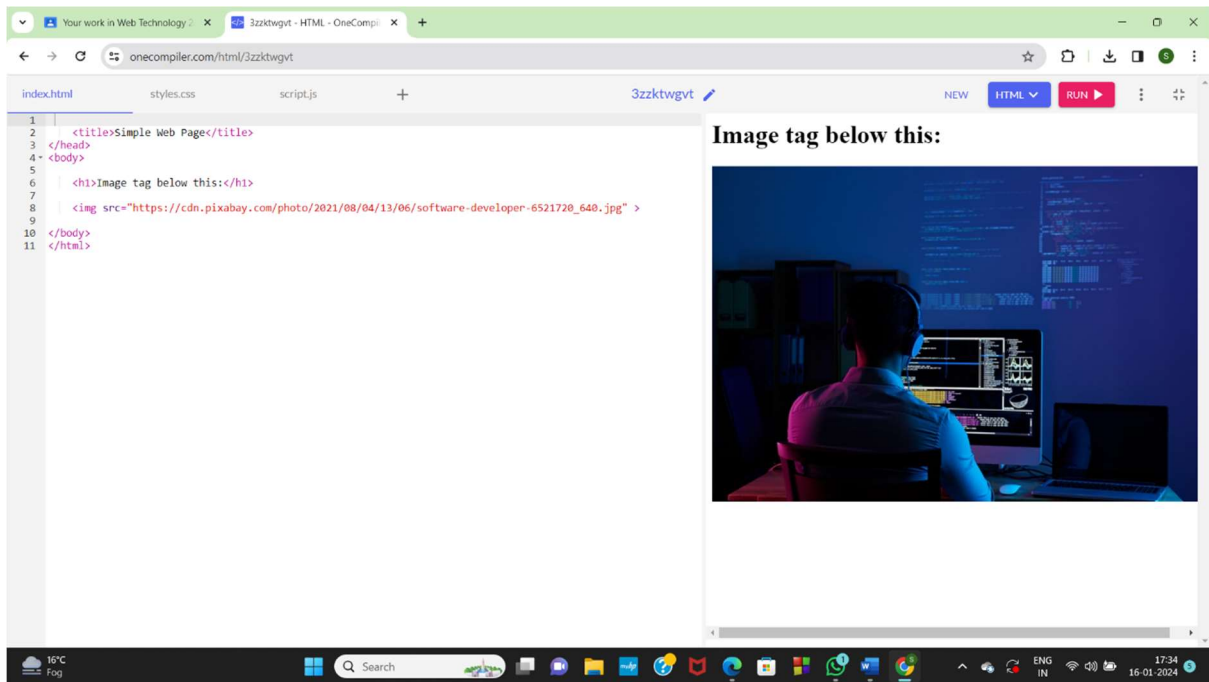 Your work in Web Technology 2
3zzktwgvt - HTML - OneCompil
onecompiler.com/html/3zzktwgvt
S
index.html
styles.css
script.js
3zzktwgvt
NEW
HTML
RUN
1
2 <title>Simple Web Page</title>
3 </head>
4 <body>
5
6 <h1>Image tag below this:</h1>
7
8 <img src="https://cdn.pixabay.com/photo/2021/08/04/13/06/software-developer-6521720_640.jpg" >
9
10 </body>
11 </html>
Image tag below this:
16°C
Fog
Search
ENG
IN
17:34
16-01-2024